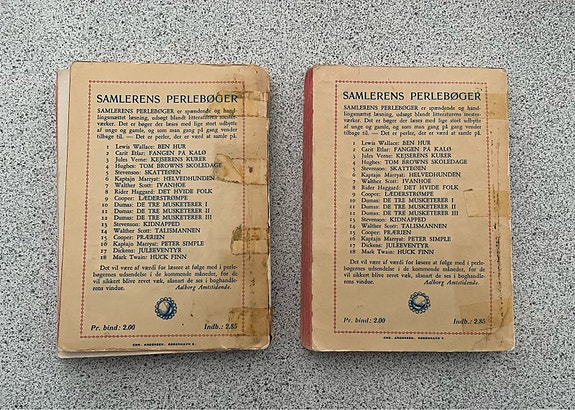 SAMLERENS PERLEBØGER
SAMLERENS PERLEBØGER er spændende og hand-
lingsmættet læsning, udsøgt blandt litteraturens mester-
værker. Det er bøger der læses med lige stort udbytte
af unge og gamle, og som man gang på gang vender
tilbage til. — Det er perler, der er værd at samle på.
1 Lewis Wallace: BEN HUR
2 Carit Etlar: FANGEN PÅ KALØ
3 Jules Verne: KEJSERENS KURER
4 Hughes: TOM BROWNS SKOLEDAGE
5 Stevenson: SKATTEØEN
6 Kaptajn Marryat: HELVEDHUNDEN
7 Walther Scott: IVANHOE
8 Rider Haggard: DET HVIDE FOLK
9 Cooper: LÆDERSTRØMPE
10 Dumas: DE TRE MUSKETERER I
11 Dumas: DE TRE MUSKETERER II
12 Dumas: DE TRE MUSKETERER III
13 Stevenson: KIDNAPPED
14 Walther Scott: TALISMANNEN
15 Cooper: PRÆRIEN
16 Kaptajn Marryat: PETER SIMPLE
17 Dickens: JULEEVENTYR
18 Mark Twain: HUCK FINN
Det vil være af værdi for læsere at følge med i perle-
bøgernes udsendelse i de kommende måneder, for de
vil sikkert blive revet væk, såsnart de ses i boghandle-
rens vindue. Aalborg Amtstidende.
Pr. bind: 2.00 Indb.: 2.85
CHR. ANDERSEN. KØBENHAVN K.
SAMLERENS PERLEBØGER
SAMLERENS PERLEBØGER er spændende og hand-
lingsmættet læsning, udsøgt blandt litteraturens mester-
værker. Det er bøger der læses med lige stort udbytte
af unge og gamle, og som man gang på gang vender
tilbage til. — Det er perler, der er værd at samle på.
1 Lewis Wallace: BEN HUR
2 Carit Etlar: FANGEN PÅ KALØ
3 Jules Verne: KEJSERENS KURER
4 Hughes: TOM BROWNS SKOLEDAGE
5 Stevenson: SKATTEØEN
6 Kaptajn Marryat: HELVEDHUNDEN
7 Walther Scott: IVANHOE
8 Rider Haggard: DET HVIDE FOLK
9 Cooper: LÆDERSTRØMPE
10 Dumas: DE TRE MUSKETERER I
11 Dumas: DE TRE MUSKETERER II
12 Dumas: DE TRE MUSKETERER III
13 Stevenson: KIDNAPPED
14 Walther Scott: TALISMANNEN
15 Cooper: PRÆRIEN
16 Kaptajn Marryat: PETER SIMPLE
17 Dickens: JULEEVENTYR
18 Mark Twain: HUCK FINN
Det vil være af værdi for læsere at følge med i perle-
bøgernes udsendelse i de kommende måneder, for de
vil sikkert blive revet væk, såsnart de ses i boghandle-
rens vindue. Aalborg Amtstidende.
Pr. bind: 2.00 Indb.: 2.85
CHR. ANDERSEN. KØBENHAVN K.